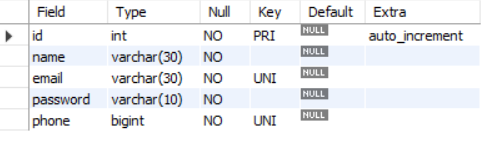 Field Type Null Key Default Extra
id int NO PRI NULL auto_increment
name varchar(30) NO NULL
email varchar(30) NO UNI NULL
password varchar(10) NO NULL
phone bigint NO UNI NULL